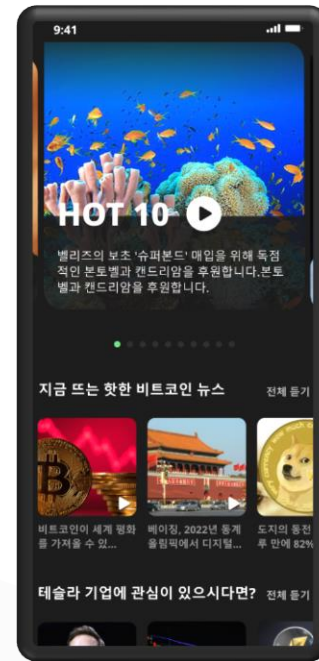 9:41
HOT 10
벨리즈의 보초 '슈퍼본드' 매입을 위해 독점
적인 본토벨과 캔드리암을 후원합니다.본토
벨과 캔드리암을 후원합니다.
지금 뜨는 핫한 비트코인 뉴스 전체 듣기
비트코인이 세계 평화
를 가져올 수 있...
베이징, 2022년 동계
올림픽에서 디지털...
도지의 동전
루 만에 82%
테슬라 기업에 관심이 있으시다면? 전체 듣기